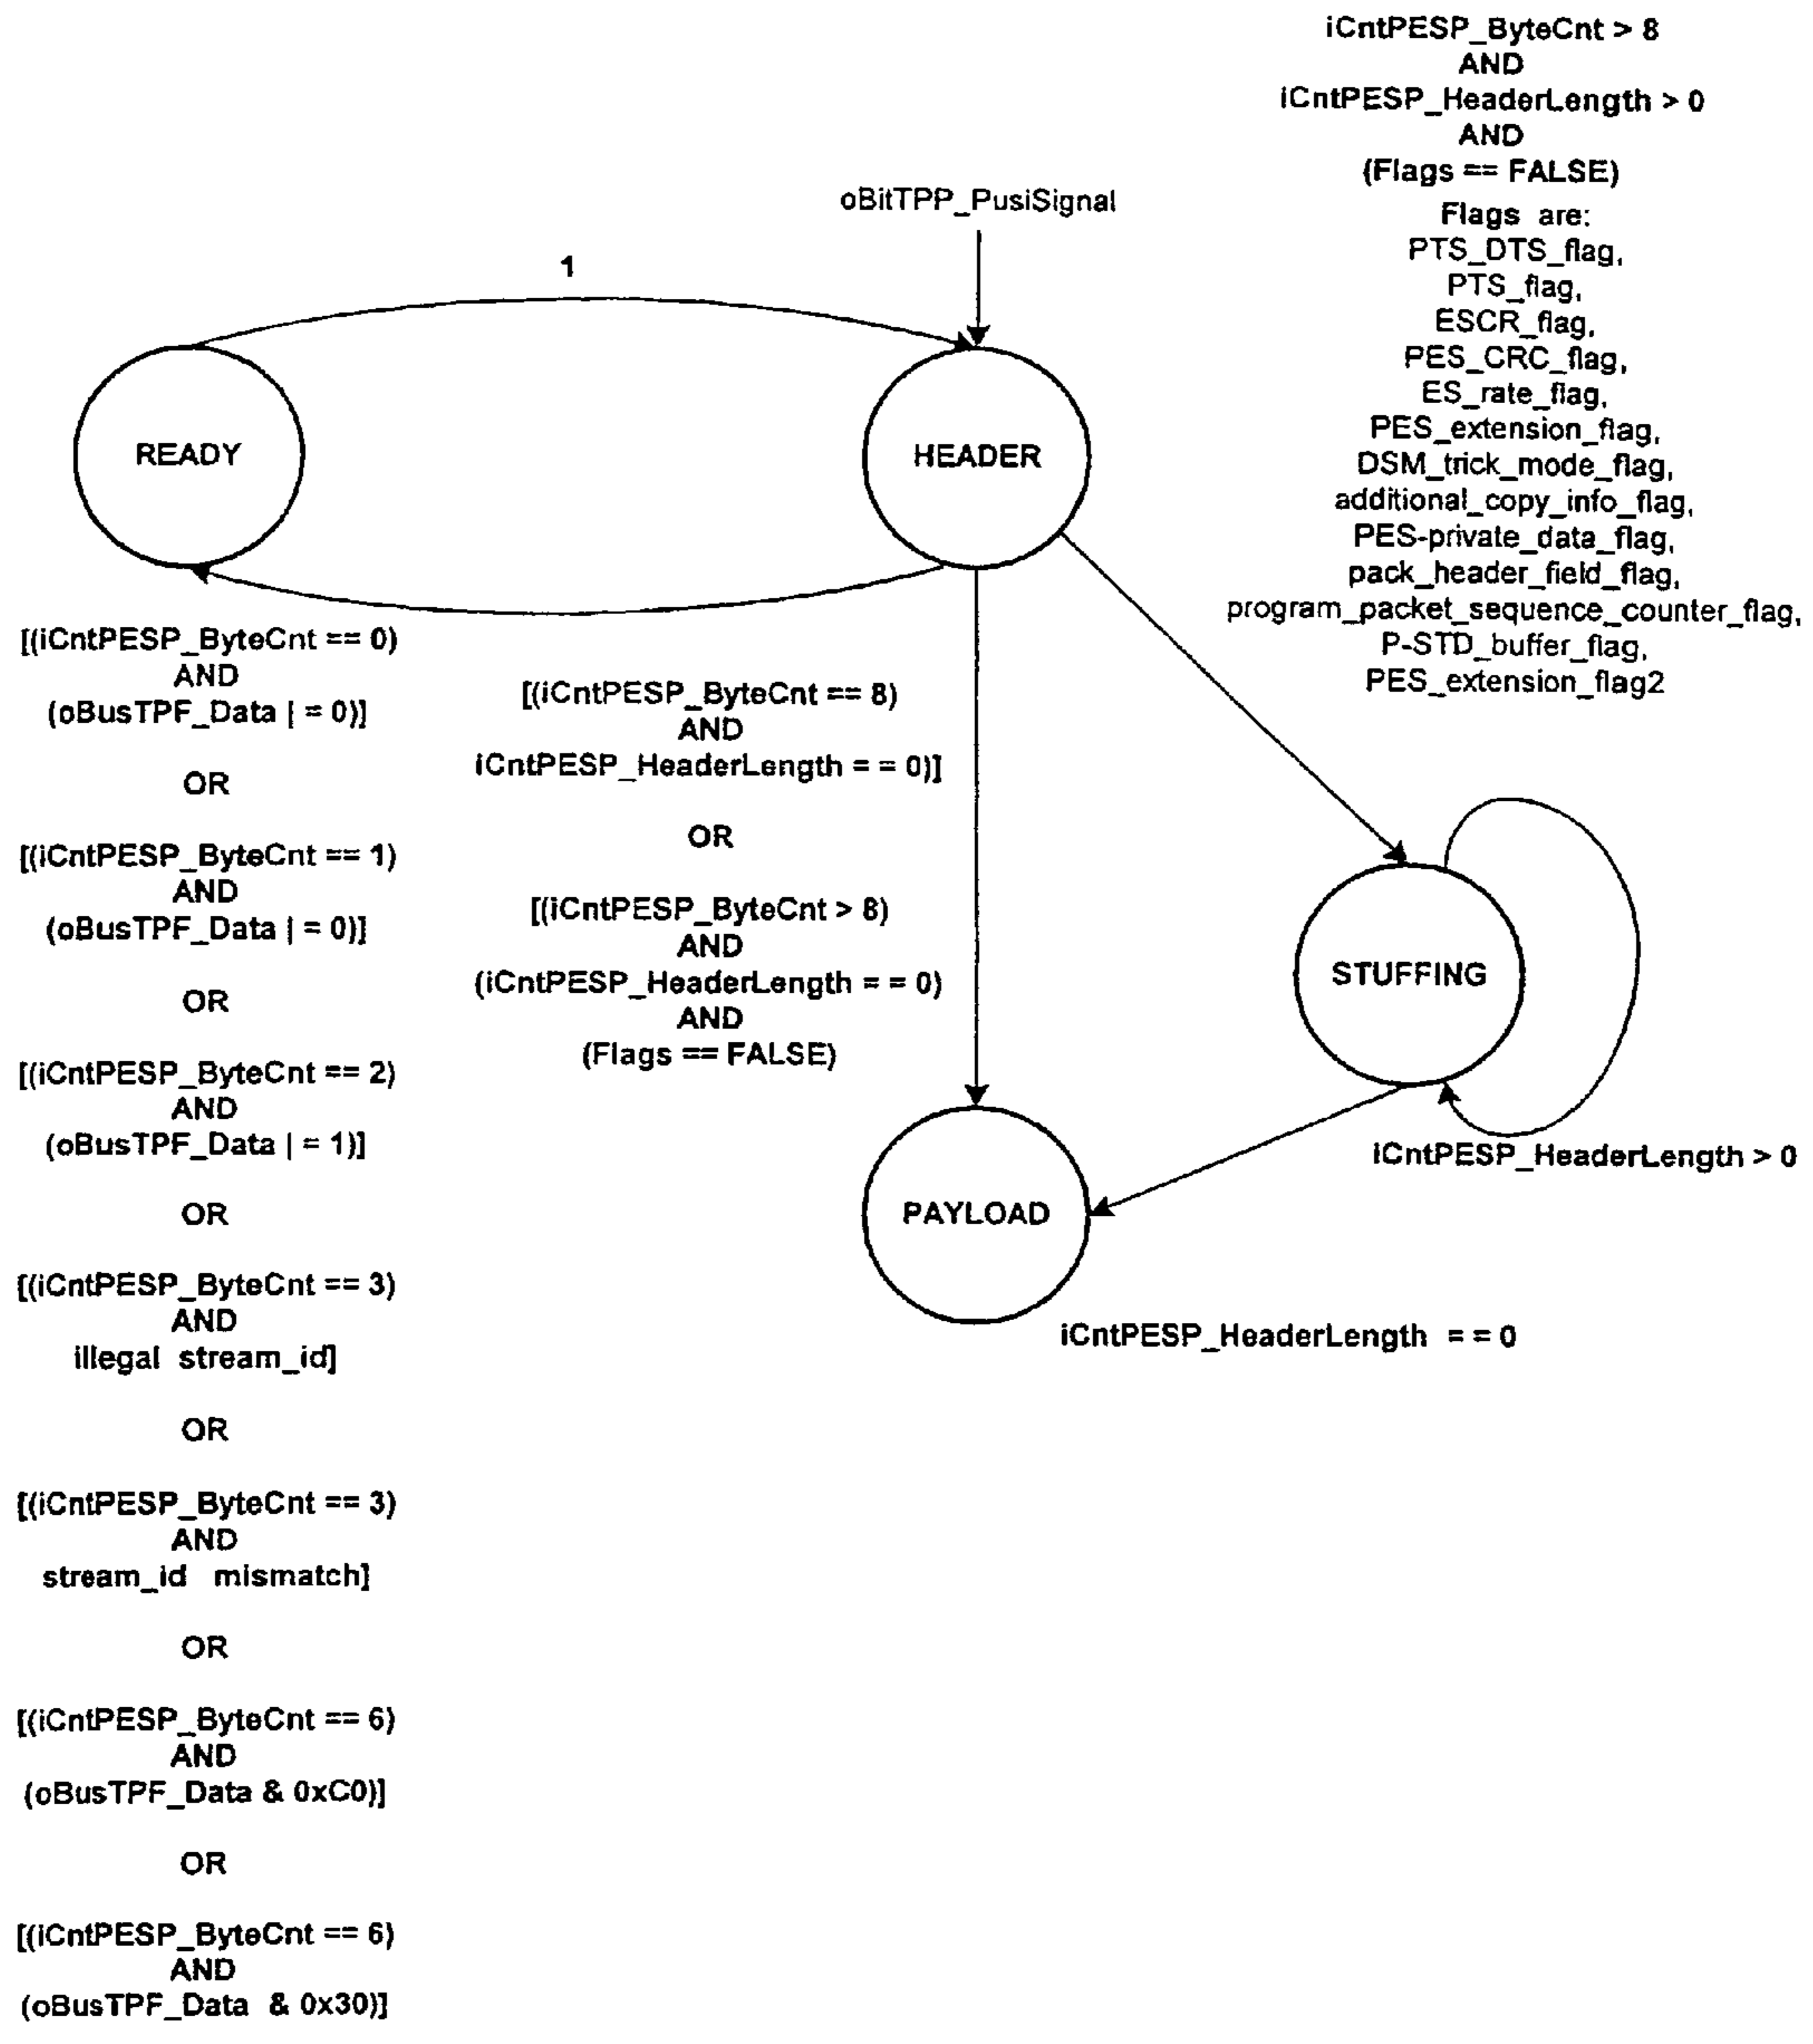 iCntPESP_ByteCnt > 8
AND
iCntPESP_HeaderLength > 0
AND
(Flags == FALSE)
Flags are:
PTS_DTS_flag,
PTS_flag,
ESCR_flag,
PES_CRC_flag,
ES_rate_flag,
PES_extension_flag,
DSM_trick_mode_flag,
additional_copy_info_flag,
PES-private_data_flag,
pack_header_field_flag,
program_packet_sequence_counter_flag,
P-STD_buffer_flag,
PES_extension_flag2
oBitTPP_PusiSignal
1
READY
HEADER
[(iCntPESP_ByteCnt == 0)
AND
(oBusTPF_Data | = 0)]
OR
[(iCntPESP_ByteCnt == 1)
AND
(oBusTPF_Data | = 0)]
OR
[(iCntPESP_ByteCnt == 2)
AND
(oBusTPF_Data | = 1)]
OR
[(iCntPESP_ByteCnt == 3)
AND
illegal stream_id]
OR
[(iCntPESP_ByteCnt == 3)
AND
stream_id mismatch]
OR
[(iCntPESP_ByteCnt == 6)
AND
(oBusTPF_Data & 0xC0)]
OR
[(iCntPESP_ByteCnt == 6)
AND
(oBusTPF_Data & 0x30)]
[(iCntPESP_ByteCnt == 8)
AND
iCntPESP_HeaderLength = = 0)]
OR
[(iCntPESP_ByteCnt > 8)
AND
(iCntPESP_HeaderLength = = 0)
AND
(Flags == FALSE)
STUFFING
iCntPESP_HeaderLength > 0
PAYLOAD
iCntPESP_HeaderLength = = 0